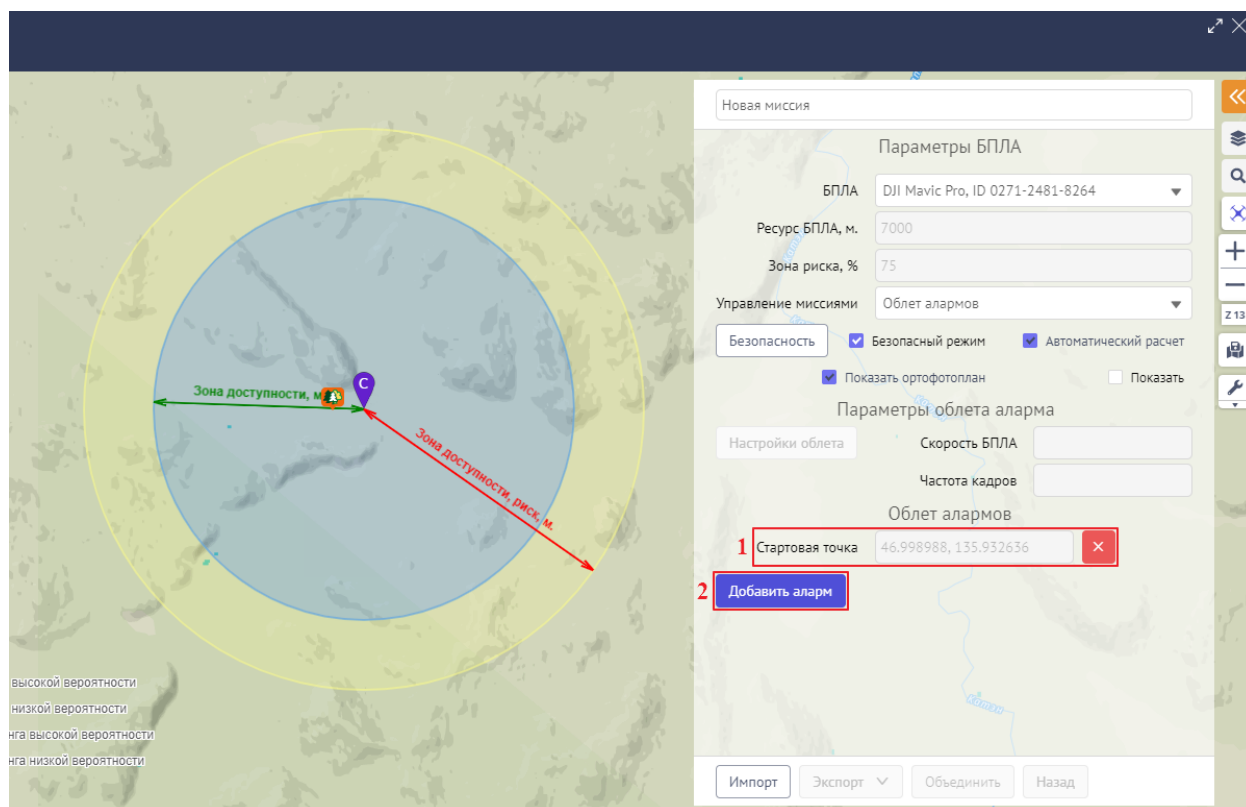 Новая миссия
Параметры БПЛА
БПЛА DJI Mavic Pro, ID 0271-2481-8264
Ресурс БПЛА, м. 7000
Зона риска, % 75
Управление миссиями Облет алармов
Безопасность Безопасный режим Автоматический расчет
Показать ортофотоплан Показать
Параметры облета аларма
Настройки облета Скорость БПЛА
Частота кадров
Облет алармов
1 Стартовая точка 46.998988, 135.932636
2 Добавить аларм
Импорт Экспорт Объединить Назад
Z 13
C
Зона доступности, м
Зона доступности, риск, м.
высокой вероятности
низкой вероятности
нга высокой вероятности
нга низкой вероятности
Катэн
Катэн